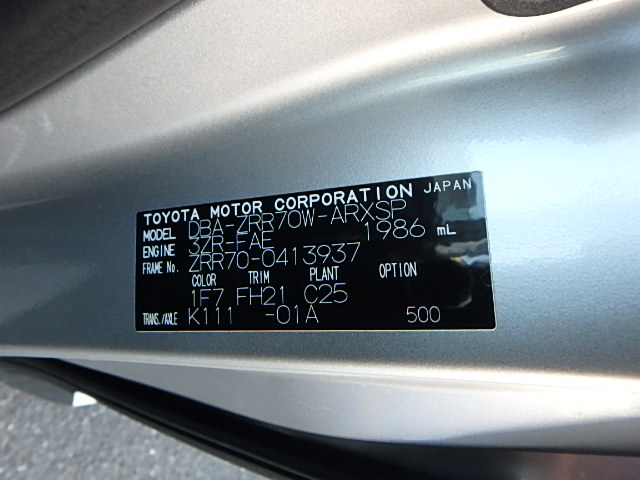 TOYOTA MOTOR CORPORATION JAPAN
MODEL DBA-ZRR70W-ARXSP
ENGINE 3ZR-FAE 1986 mL
FRAME NO. ZRR70-0413937
COLOR TRIM PLANT OPTION
1F7 FH21 C25
TRANS./AXLE K111 -01A 500